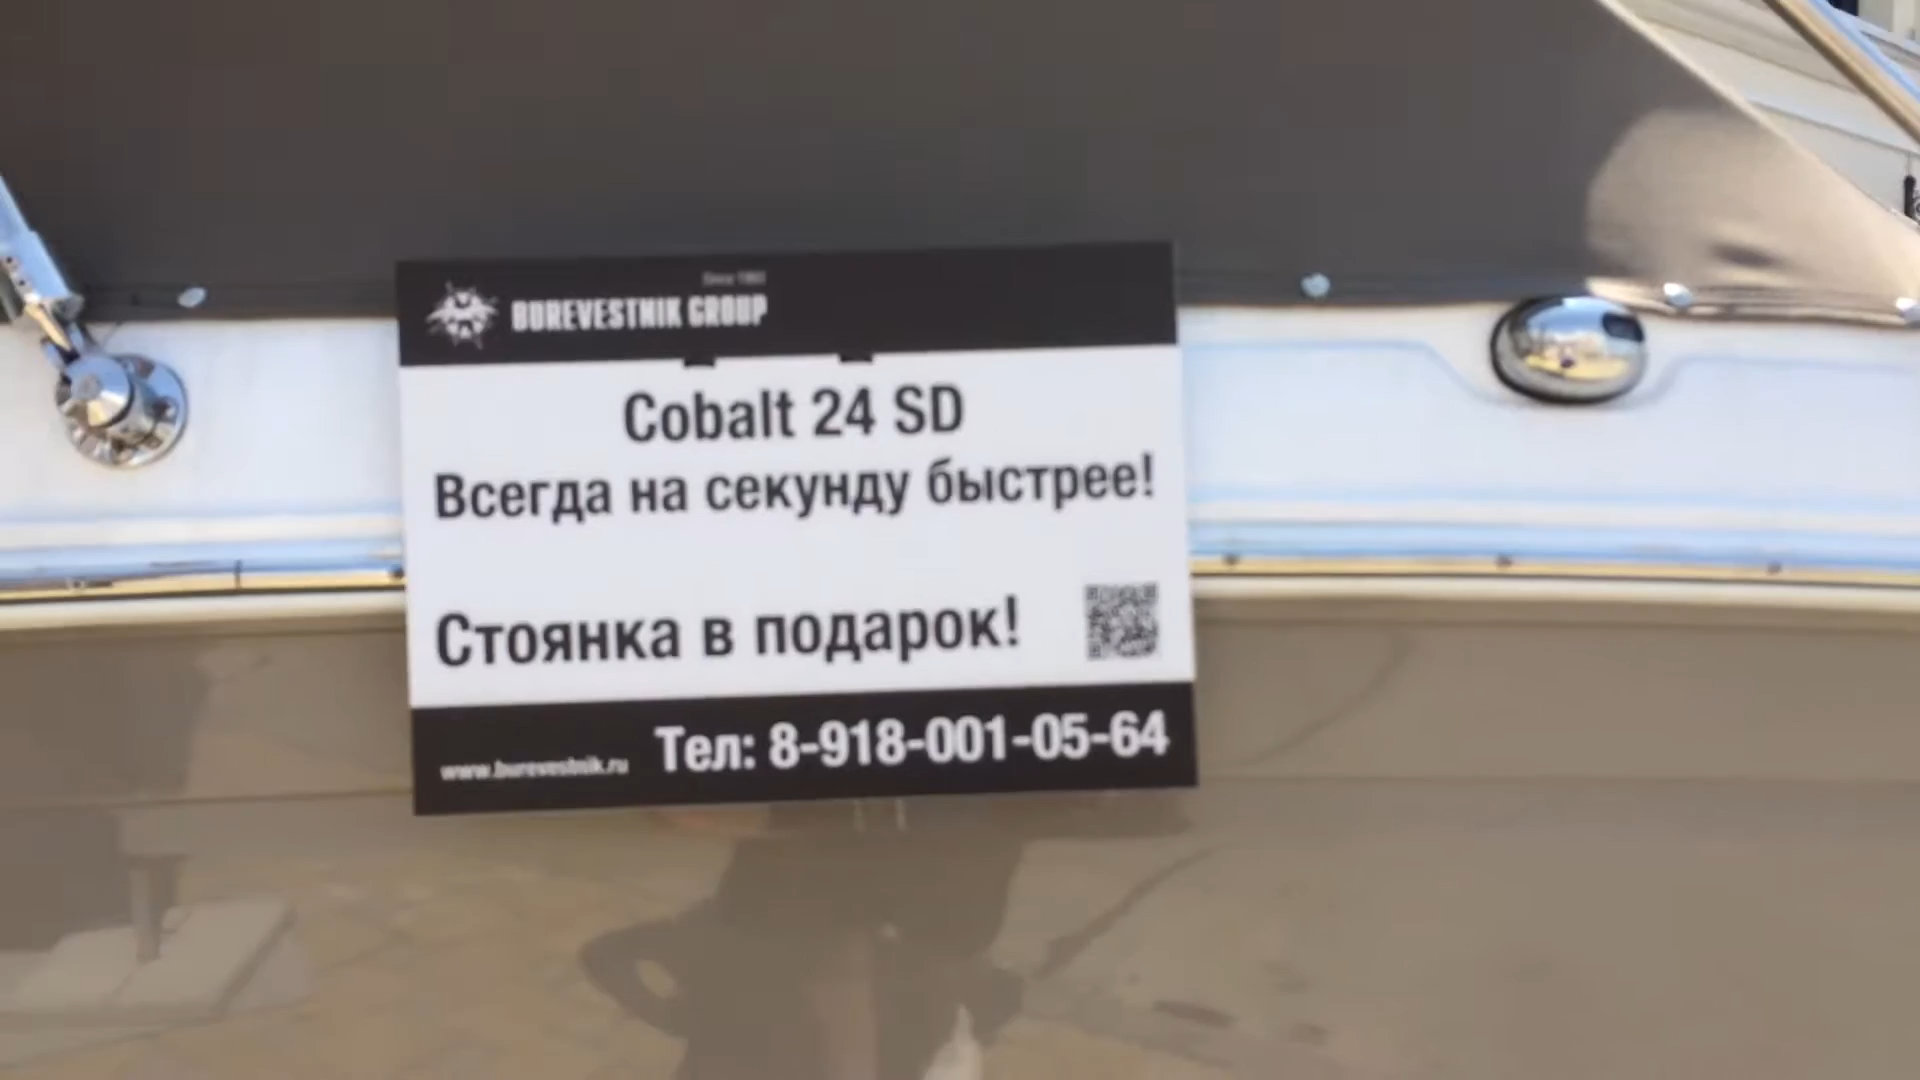 BUREVESTNIK GROUP
Cobalt 24 SD
Всегда на секунду быстрее!
Стоянка в подарок!
www.burevestnik.ru
Тел: 8-918-001-05-64